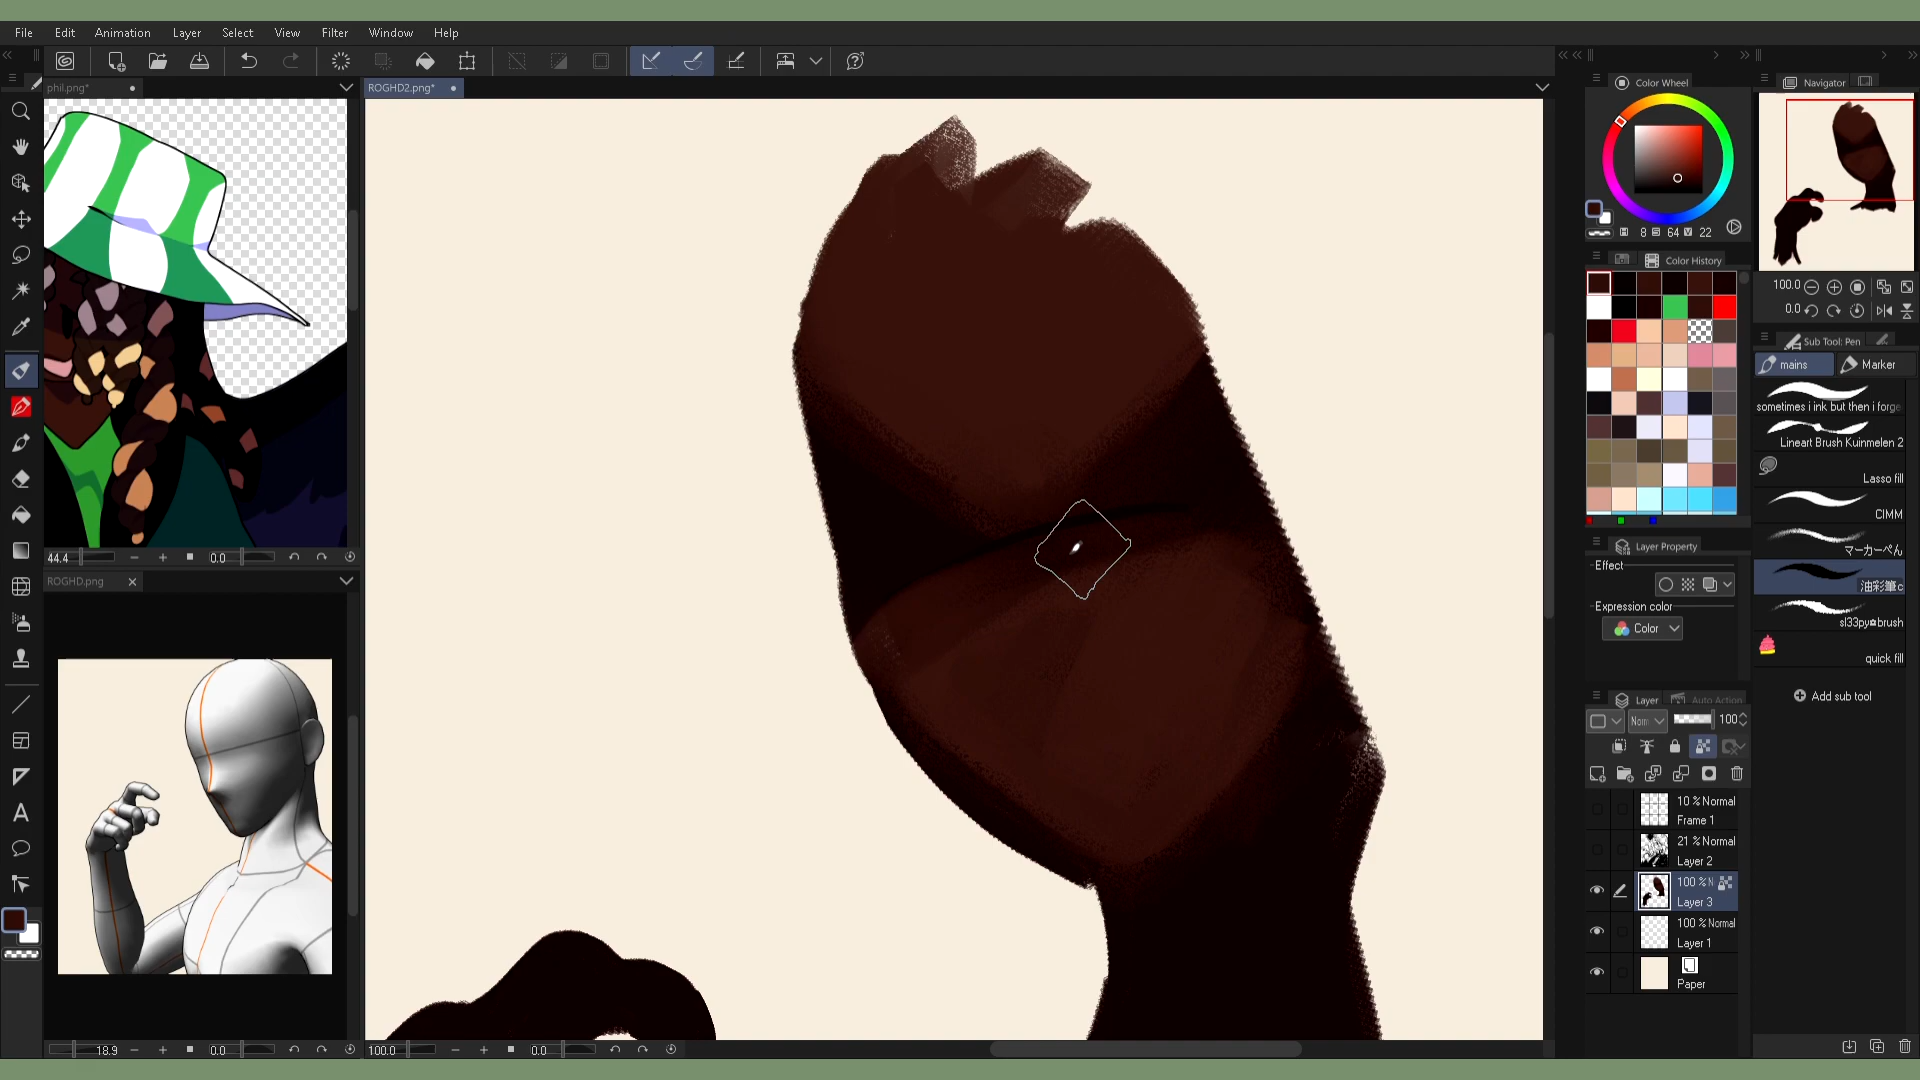 File Edit Animation Layer Select View Filter Window Help
phil.png*
ROGHD2.png*
44.4 0.0
ROGHD.png
18.9 0.0
100.0 0.0
Color Wheel
8 64 22
Color History
Layer Property
Effect
Expression color
Color
Layer Auto Action
Norm 100
10 % Normal
Frame 1
21 % Normal
Layer 2
100 % N
Layer 3
100 % Normal
Layer 1
Paper
Navigator
100.0
0.0
Sub Tool: Pen
mains Marker
sometimes i ink but then i forge
Lineart Brush Kuinmelen 2
Lasso fill
CIMM
マーカーぺん
油彩筆c
sl33py brush
quick fill
Add sub tool